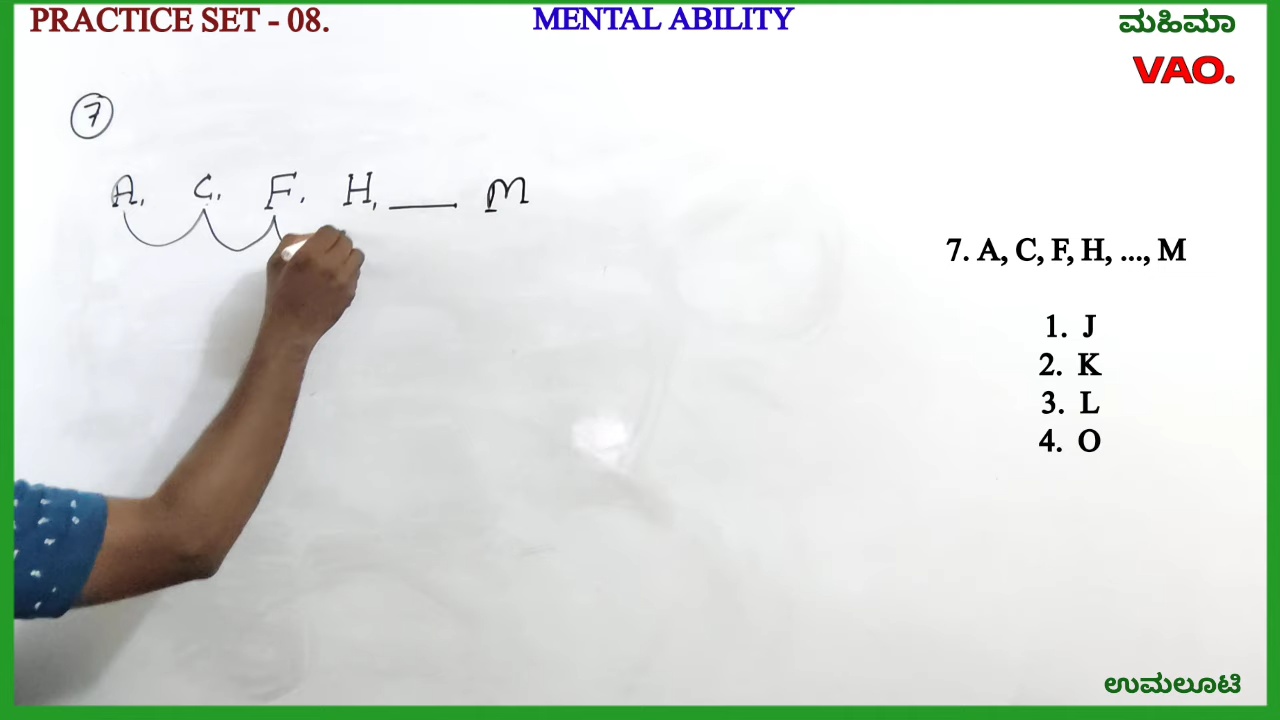 PRACTICE SET - 08.
MENTAL ABILITY
ಮಹಿಮಾ
VAO.
7
A, C, F, H, ___ M
7. A, C, F, H, ..., M
1. J
2. K
3. L
4. O
ಉಮಲೂಟಿ